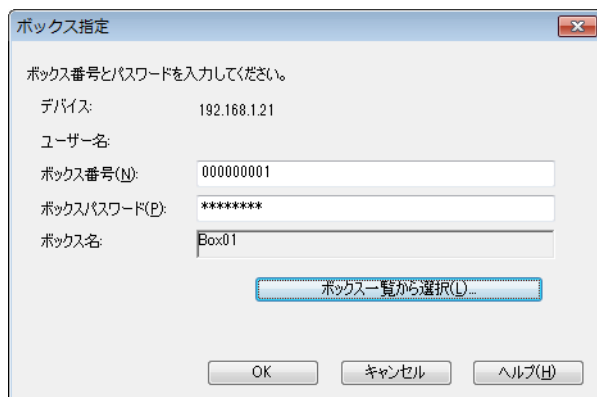 ボックス指定
ボックス番号とパスワードを入力してください。
デバイス: 192.168.1.21
ユーザー名:
ボックス番号(N): 000000001
ボックスパスワード(P): ********
ボックス名: Box01
ボックス一覧から選択(L)...
OK キャンセル ヘルプ(H)